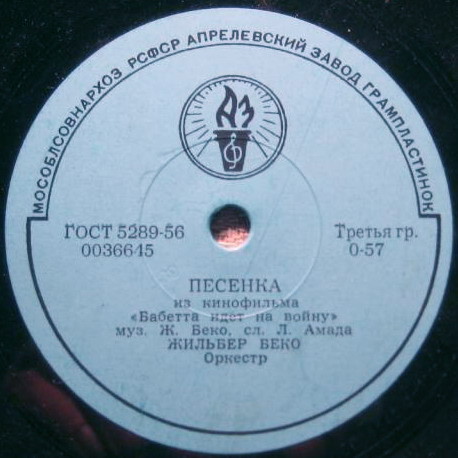 МОСОБЛСОВНАРХОЗ РСФСР АПРЕЛЕВСКИЙ ЗАВОД ГРАМПЛАСТИНОК
АЗ
ГОСТ 5289-56
0036645
Третья гр.
0-57
ПЕСЕНКА
из кинофильма
«Бабетта идет на войну»
муз. Ж. Беко, сл. Л. Амада
ЖИЛЬБЕР БЕКО
Оркестр